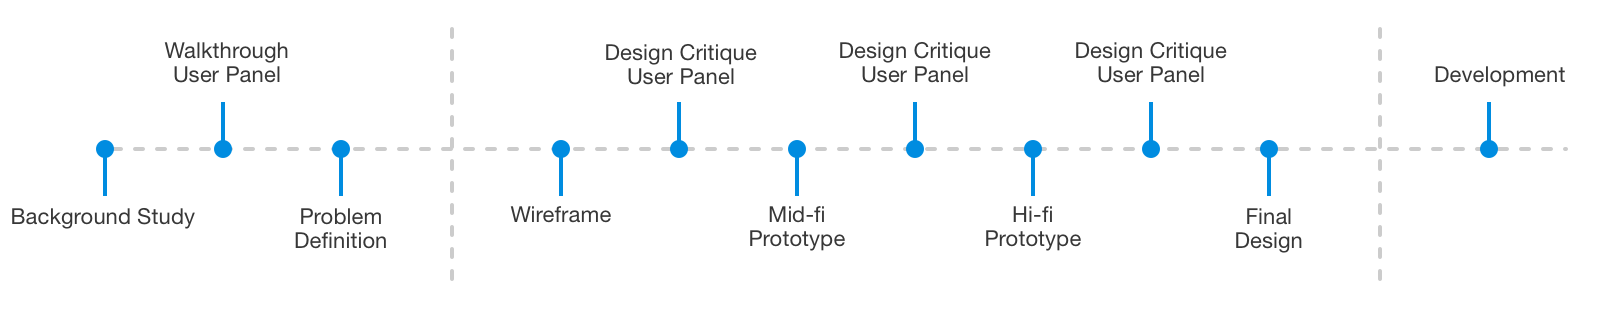 Walkthrough
User Panel
Design Critique
User Panel
Design Critique
User Panel
Design Critique
User Panel
Development
Background Study
Problem
Definition
Wireframe
Mid-fi
Prototype
Hi-fi
Prototype
Final
Design